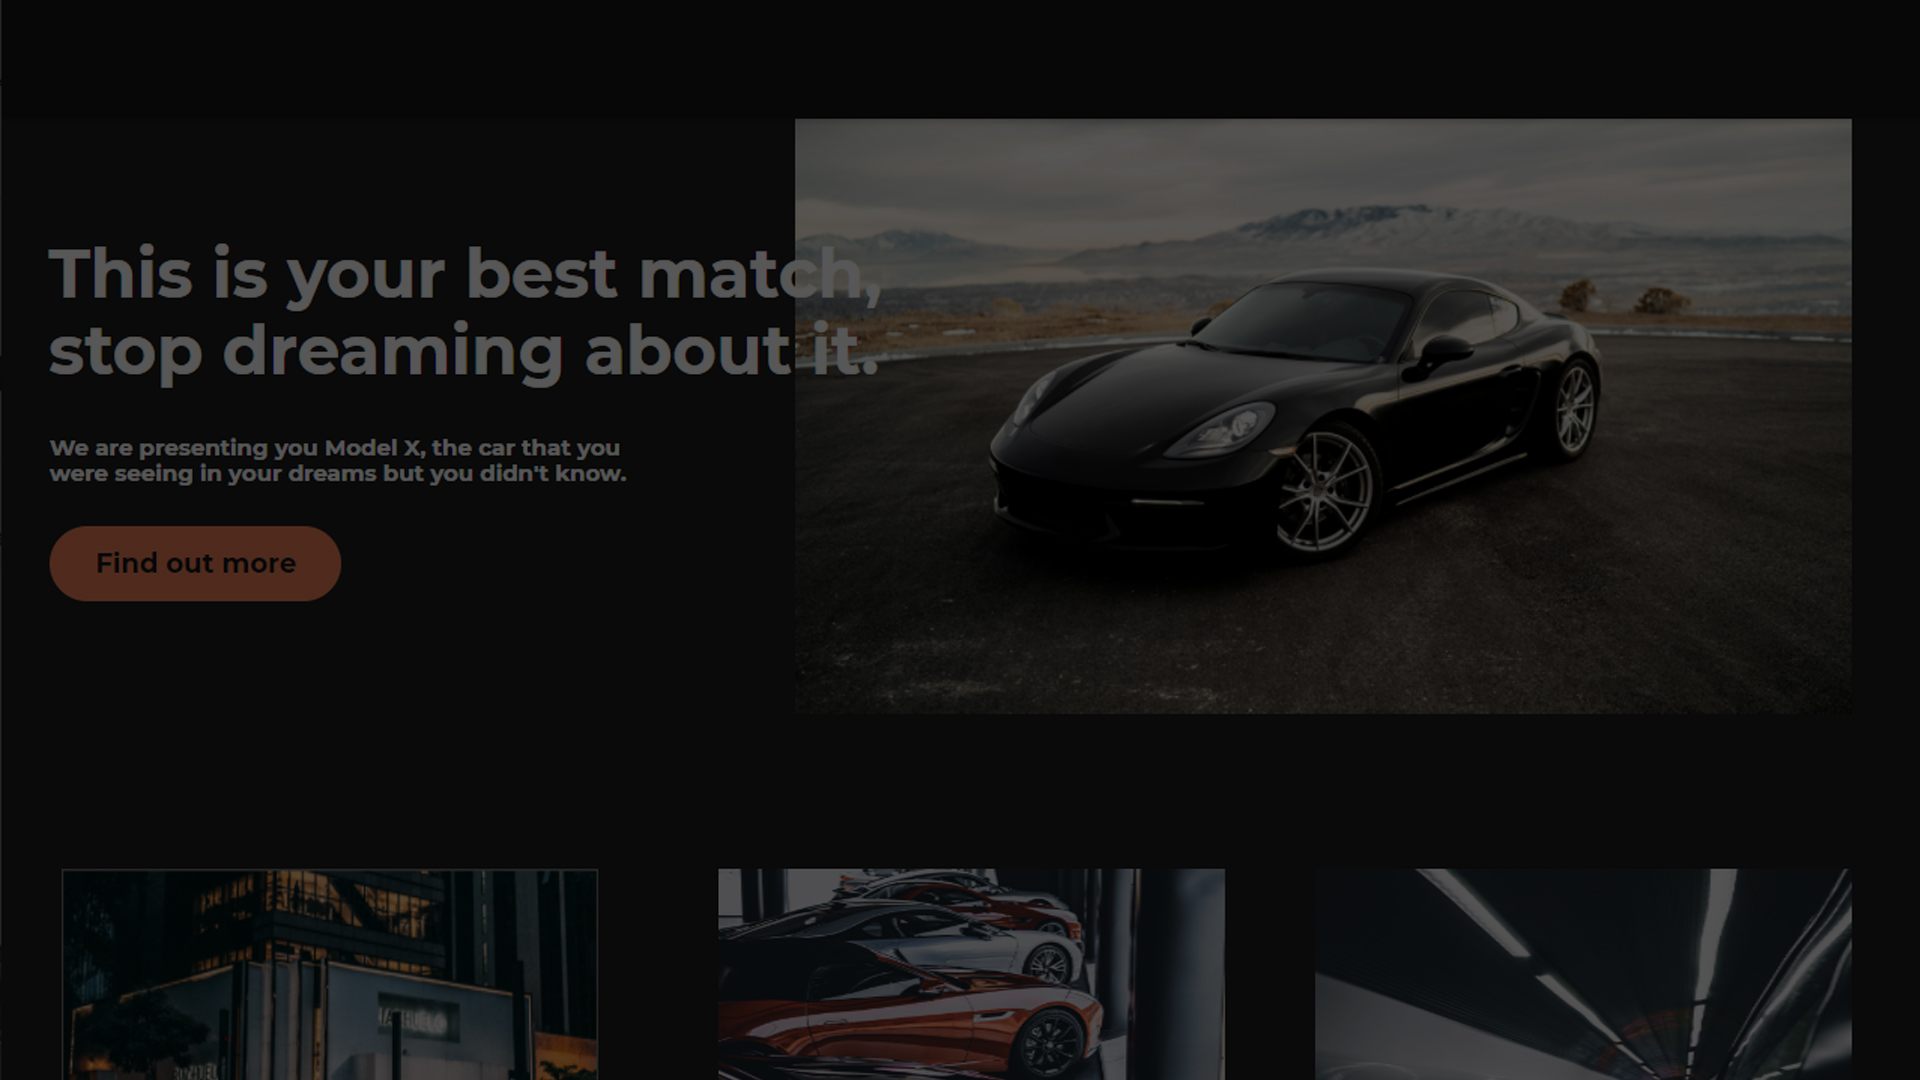 This is your best match,
stop dreaming about it.
We are presenting you Model X, the car that you
were seeing in your dreams but you didn't know.
Find out more